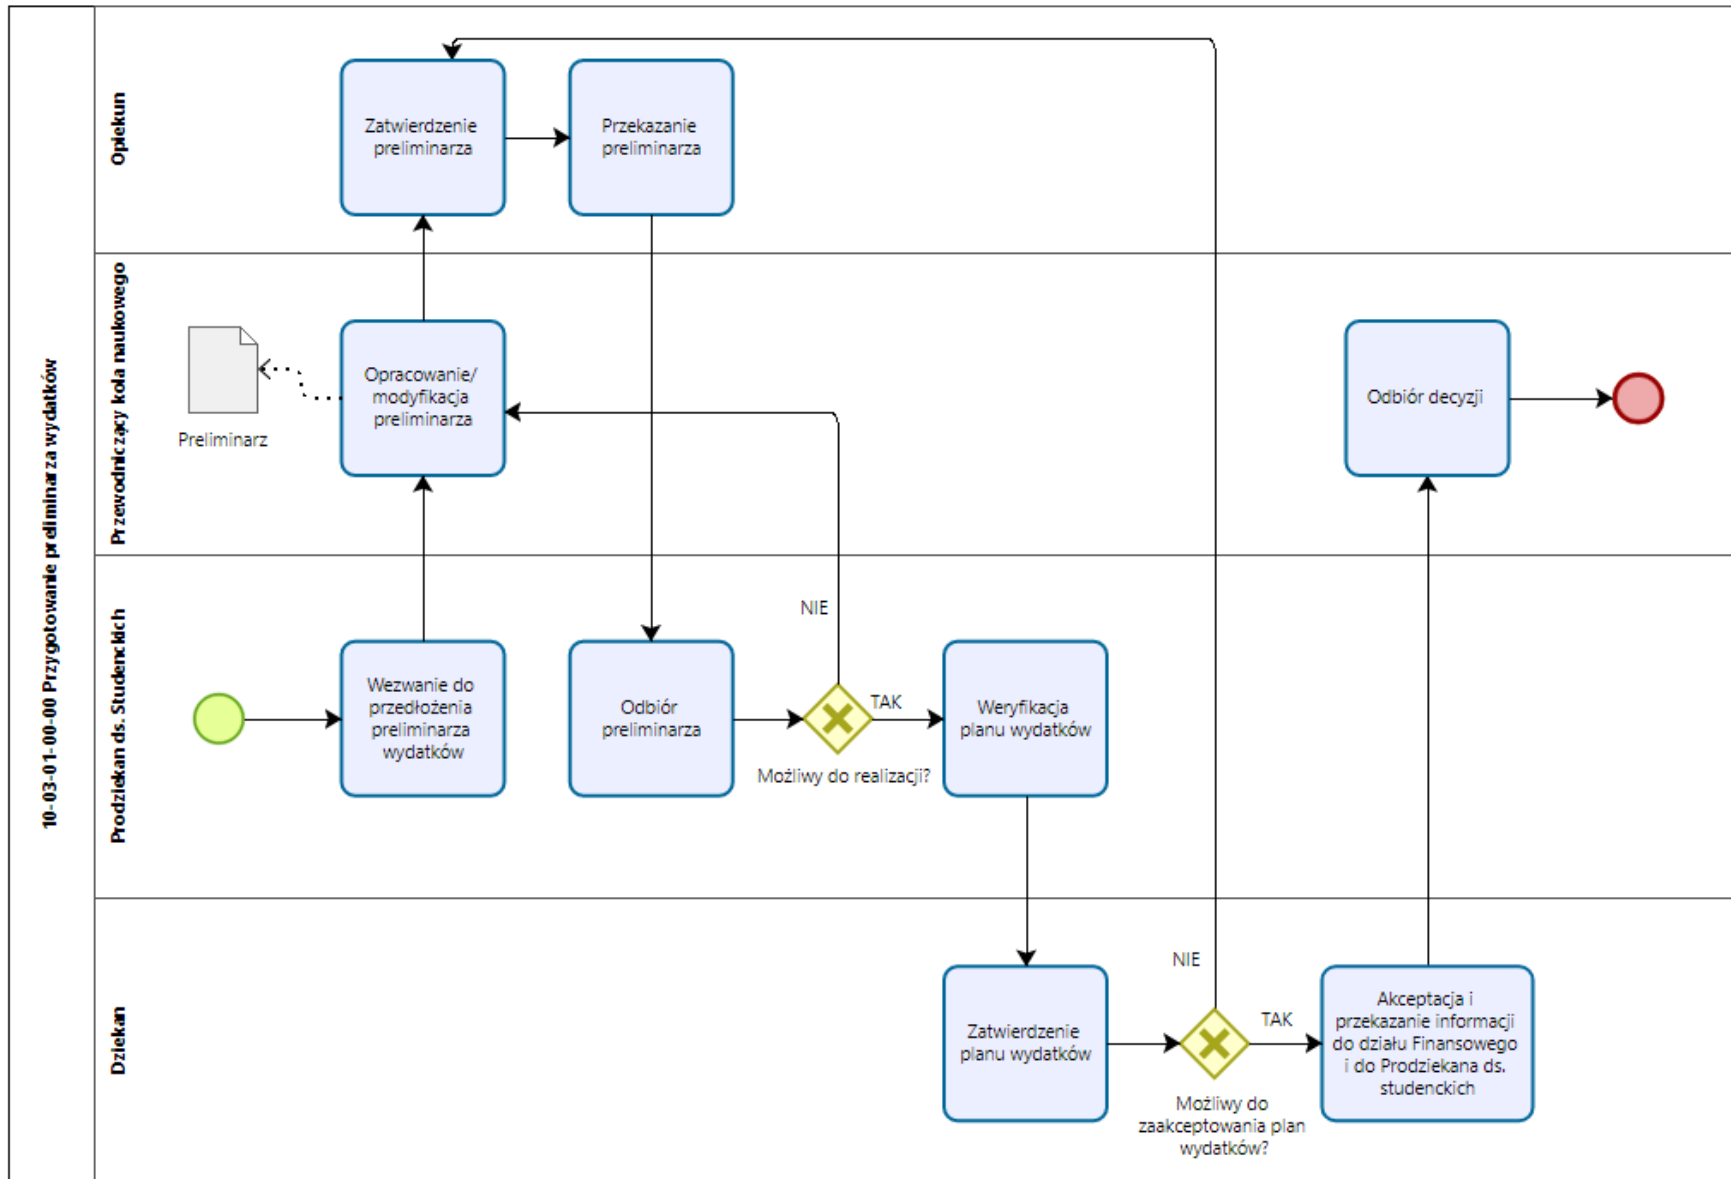 10-03-01-00-00 Przygotowanie preliminarza wydatków
Opiekun
Zatwierdzenie
preliminarza
Przekazanie
preliminarza
Przewodniczący koła naukowego
Preliminarz
Opracowanie/
modyfikacja
preliminarza
Odbiór decyzji
Prodziekan ds. Studenckich
Wezwanie do
przedłożenia
preliminarza
wydatków
Odbiór
preliminarza
NIE
TAK
Możliwy do realizacji?
Weryfikacja
planu wydatków
Dziekan
Zatwierdzenie
planu wydatków
NIE
TAK
Możliwy do
zaakceptowania plan
wydatków?
Akceptacja i
przekazanie informacji
do działu Finansowego
i do Prodziekana ds.
studenckich